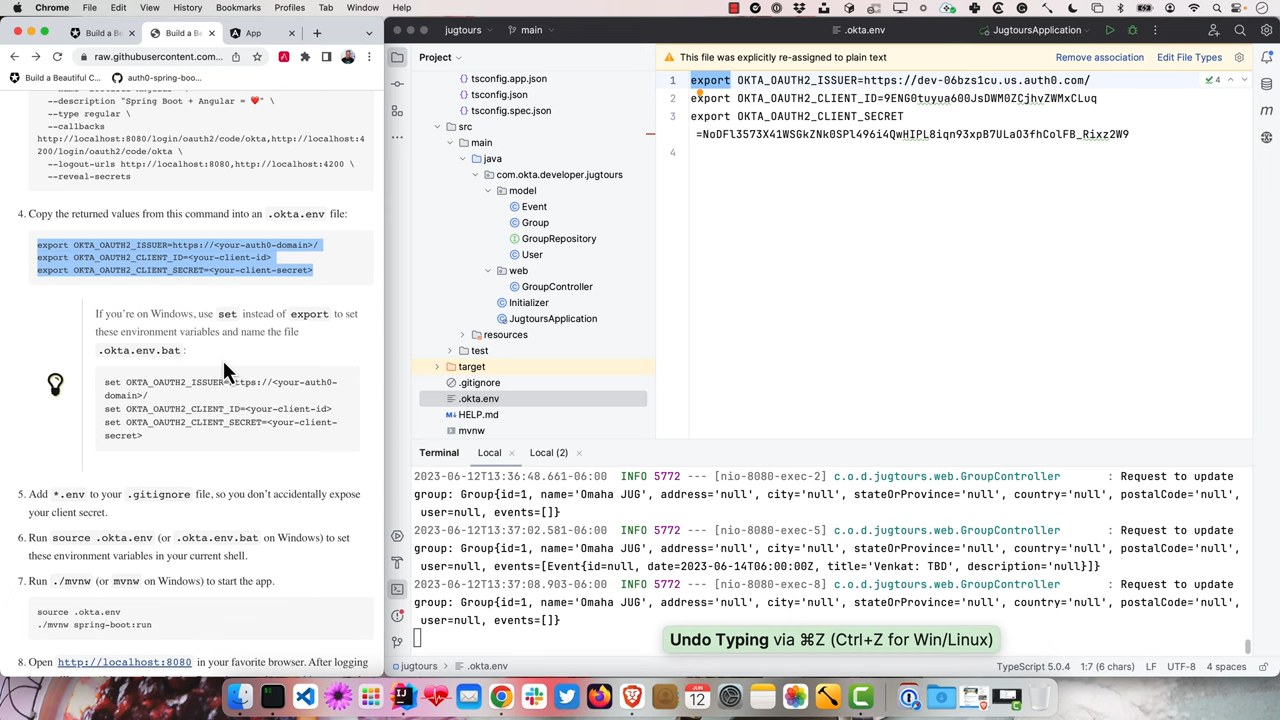 Chrome File Edit View History Bookmarks Profiles Tab Window Help
Build a Be
Build a Be
App
raw.githubusercontent.com...
Build a Beautiful C...
auth0-spring-boo...
--description "Spring Boot + Angular = ❤️" \
--type regular \
--callbacks
http://localhost:8080/login/oauth2/code/okta,http://localhost:4
200/login/oauth2/code/okta \
--logout-urls http://localhost:8080,http://localhost:4200 \
--reveal-secrets
4. Copy the returned values from this command into an .okta.env file:
export OKTA_OAUTH2_ISSUER=https://<your-auth0-domain>/
export OKTA_OAUTH2_CLIENT_ID=<your-client-id>
export OKTA_OAUTH2_CLIENT_SECRET=<your-client-secret>
If you're on Windows, use set instead of export to set
these environment variables and name the file
.okta.env.bat :
set OKTA_OAUTH2_ISSUER=https://<your-auth0-
domain>/
set OKTA_OAUTH2_CLIENT_ID=<your-client-id>
set OKTA_OAUTH2_CLIENT_SECRET=<your-client-
secret>
5. Add *.env to your .gitignore file, so you don't accidentally expose
your client secret.
6. Run source .okta.env (or .okta.env.bat on Windows) to set
these environment variables in your current shell.
7. Run ./mvnw (or mvnw on Windows) to start the app.
source .okta.env
./mvnw spring-boot:run
8. Open http://localhost:8080 in your favorite browser. After logging
jugtours
main
.okta.env
JugtoursApplication
Project
tsconfig.app.json
tsconfig.json
tsconfig.spec.json
src
main
java
com.okta.developer.jugtours
model
Event
Group
GroupRepository
User
web
GroupController
Initializer
JugtoursApplication
resources
test
target
.gitignore
.okta.env
HELP.md
mvnw
This file was explicitly re-assigned to plain text
Remove association
Edit File Types
1 export OKTA_OAUTH2_ISSUER=https://dev-06bzs1cu.us.auth0.com/
4
2 export OKTA_OAUTH2_CLIENT_ID=9ENG0tuyua600JsDWM0ZCjhvZWMxCLuq
3 export OKTA_OAUTH2_CLIENT_SECRET
=NoDFl3573X41WSGkZNk0SPl496i4QwHIPL8iqn93xpB7ULaO3fhColFB_Rixz2W9
4
Terminal
Local
Local (2)
2023-06-12T13:36:48.661-06:00 INFO 5772 --- [nio-8080-exec-2] c.o.d.jugtours.web.GroupController : Request to update
group: Group{id=1, name='Omaha JUG', address='null', city='null', stateOrProvince='null', country='null', postalCode='null',
user=null, events=[]}
2023-06-12T13:37:02.581-06:00 INFO 5772 --- [nio-8080-exec-5] c.o.d.jugtours.web.GroupController : Request to update
group: Group{id=1, name='Omaha JUG', address='null', city='null', stateOrProvince='null', country='null', postalCode='null',
user=null, events=[Event{id=null, date=2023-06-14T06:00:00Z, title='Venkat: TBD', description='null'}]}
2023-06-12T13:37:08.903-06:00 INFO 5772 --- [nio-8080-exec-8] c.o.d.jugtours.web.GroupController : Request to update
group: Group{id=1, name='Omaha JUG', address='null', city='null', stateOrProvince='null', country='null', postalCode='null',
user=null, events=[]}
Undo Typing via ⌘Z (Ctrl+Z for Win/Linux)
jugtours
.okta.env
TypeScript 5.0.4
1:7 (6 chars)
LF
UTF-8
4 spaces
JUN
12